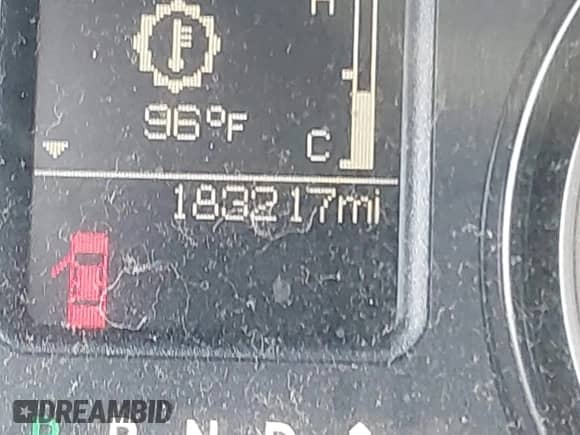 H
96°F
C
183217mi
P R N D
DREAMBID